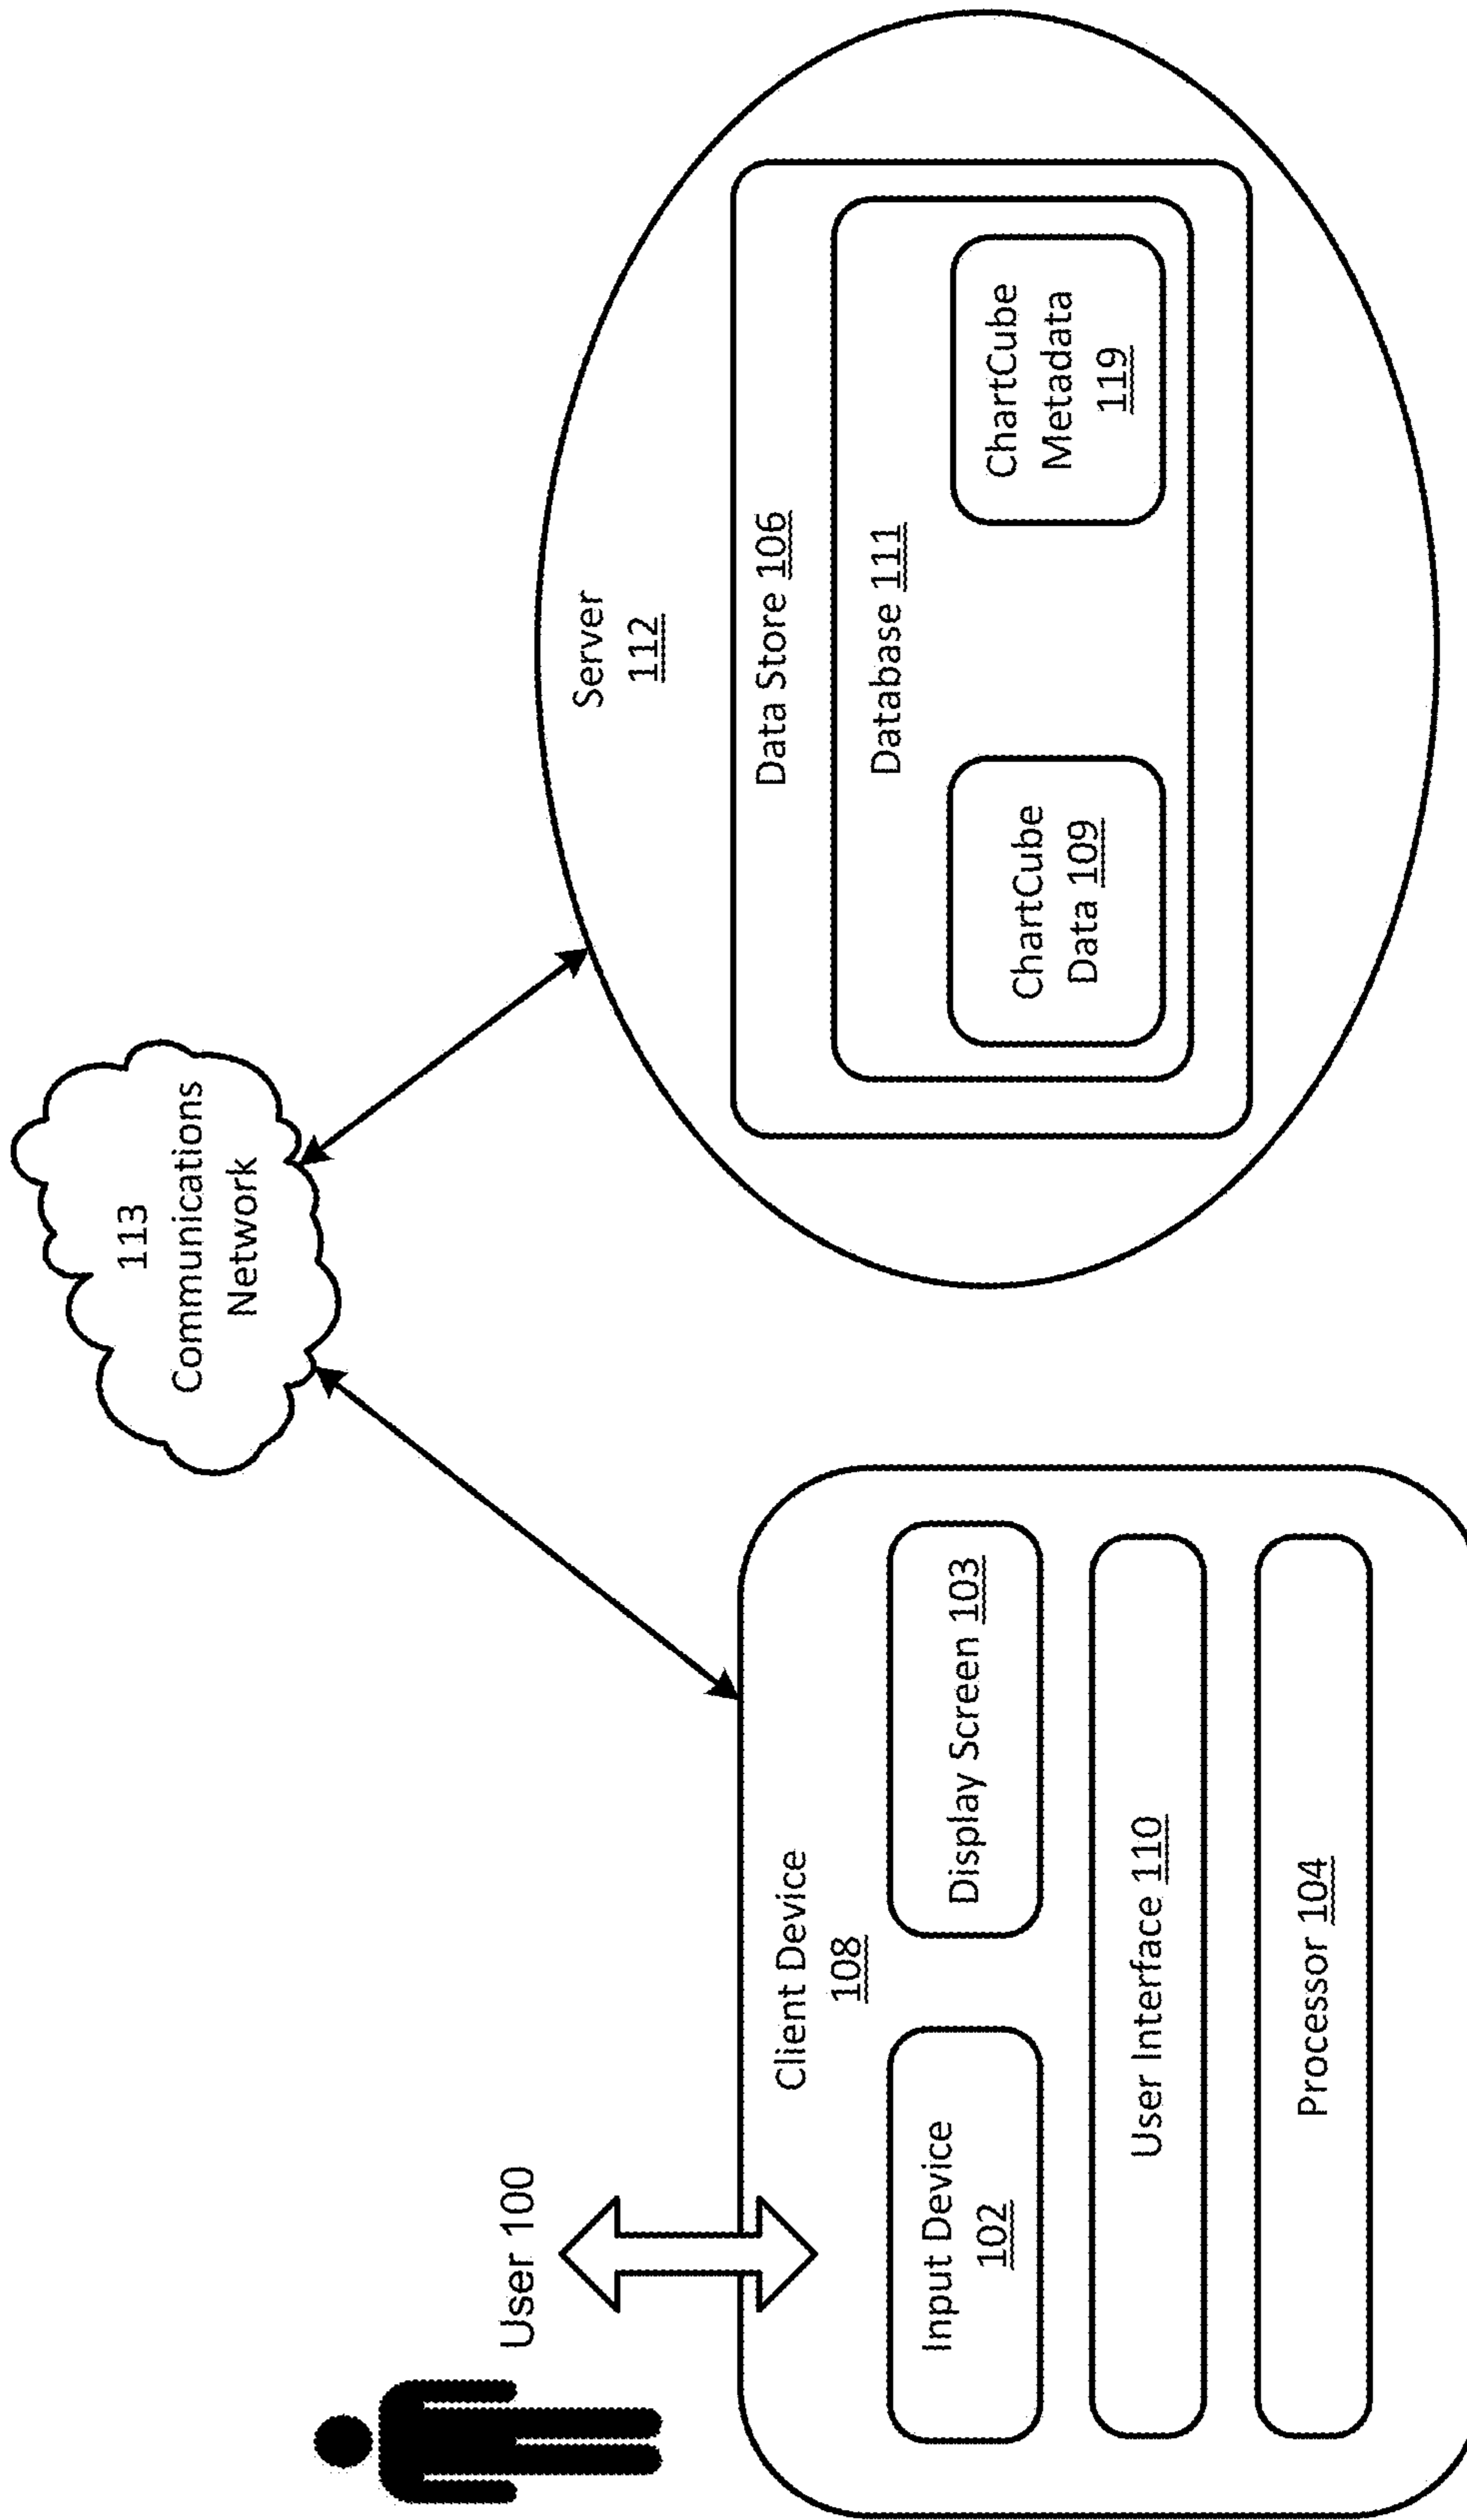 User 100
Client Device
108
Input Device
102
Display Screen 103
User Interface 110
Processor 104
113
Communications
Network
Server
112
Data Store 106
Database 111
ChartCube
Data 109
ChartCube
Metadata
119